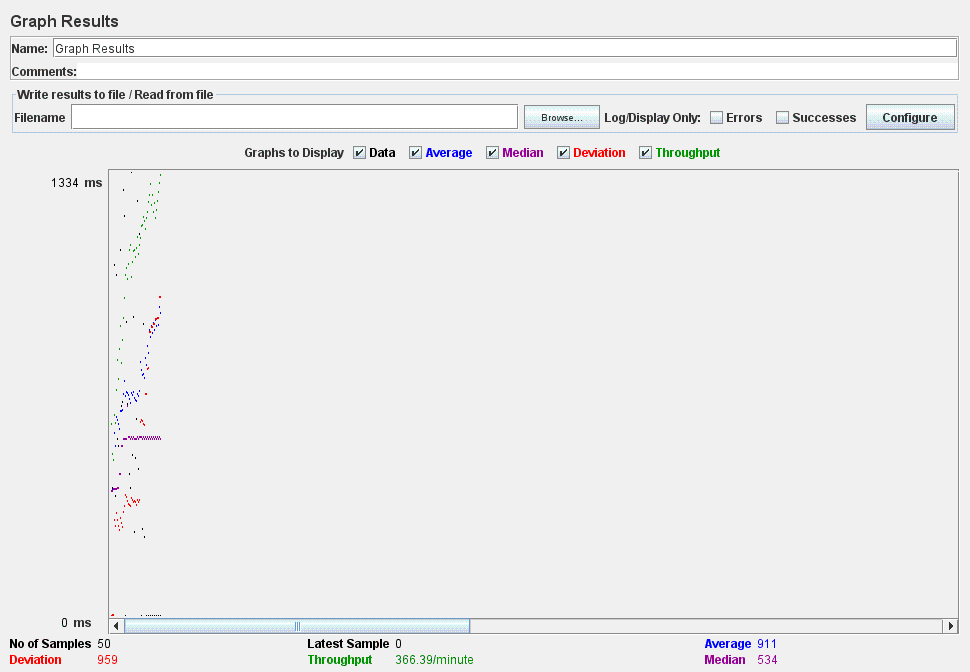 Graph Results
Name: Graph Results
Comments:
Write results to file / Read from file
Filename Browse... Log/Display Only: Errors Successes Configure
Graphs to Display Data Average Median Deviation Throughput
1334 ms
0 ms
No of Samples 50 Latest Sample 0 Average 911
Deviation 959 Throughput 366.39/minute Median 534